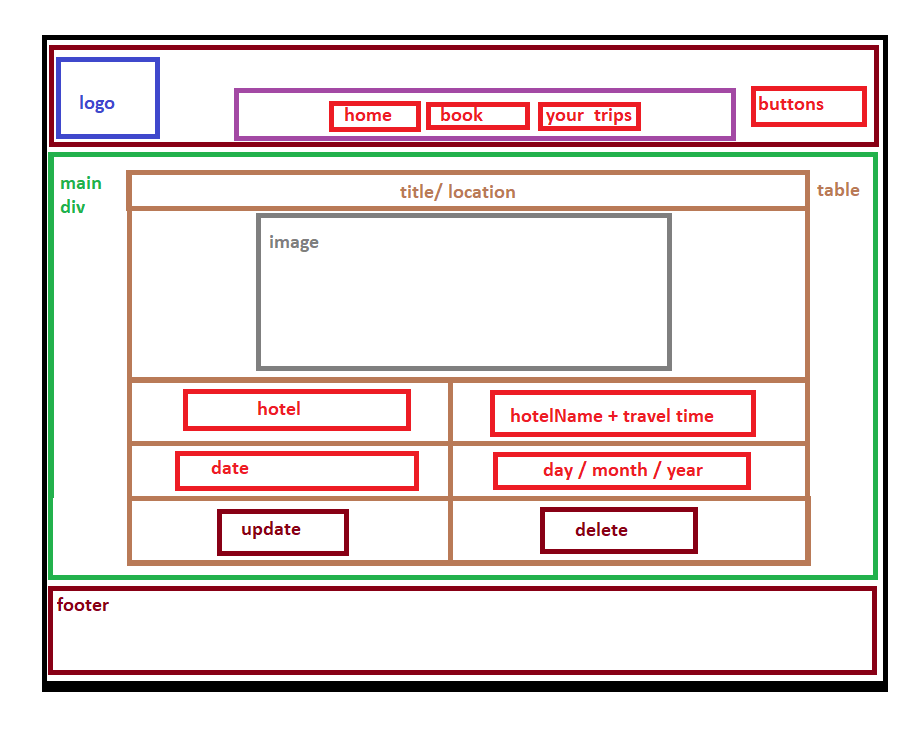 logo
home
book
your trips
buttons
main
div
title/ location
table
image
hotel
hotelName + travel time
date
day / month / year
update
delete
footer